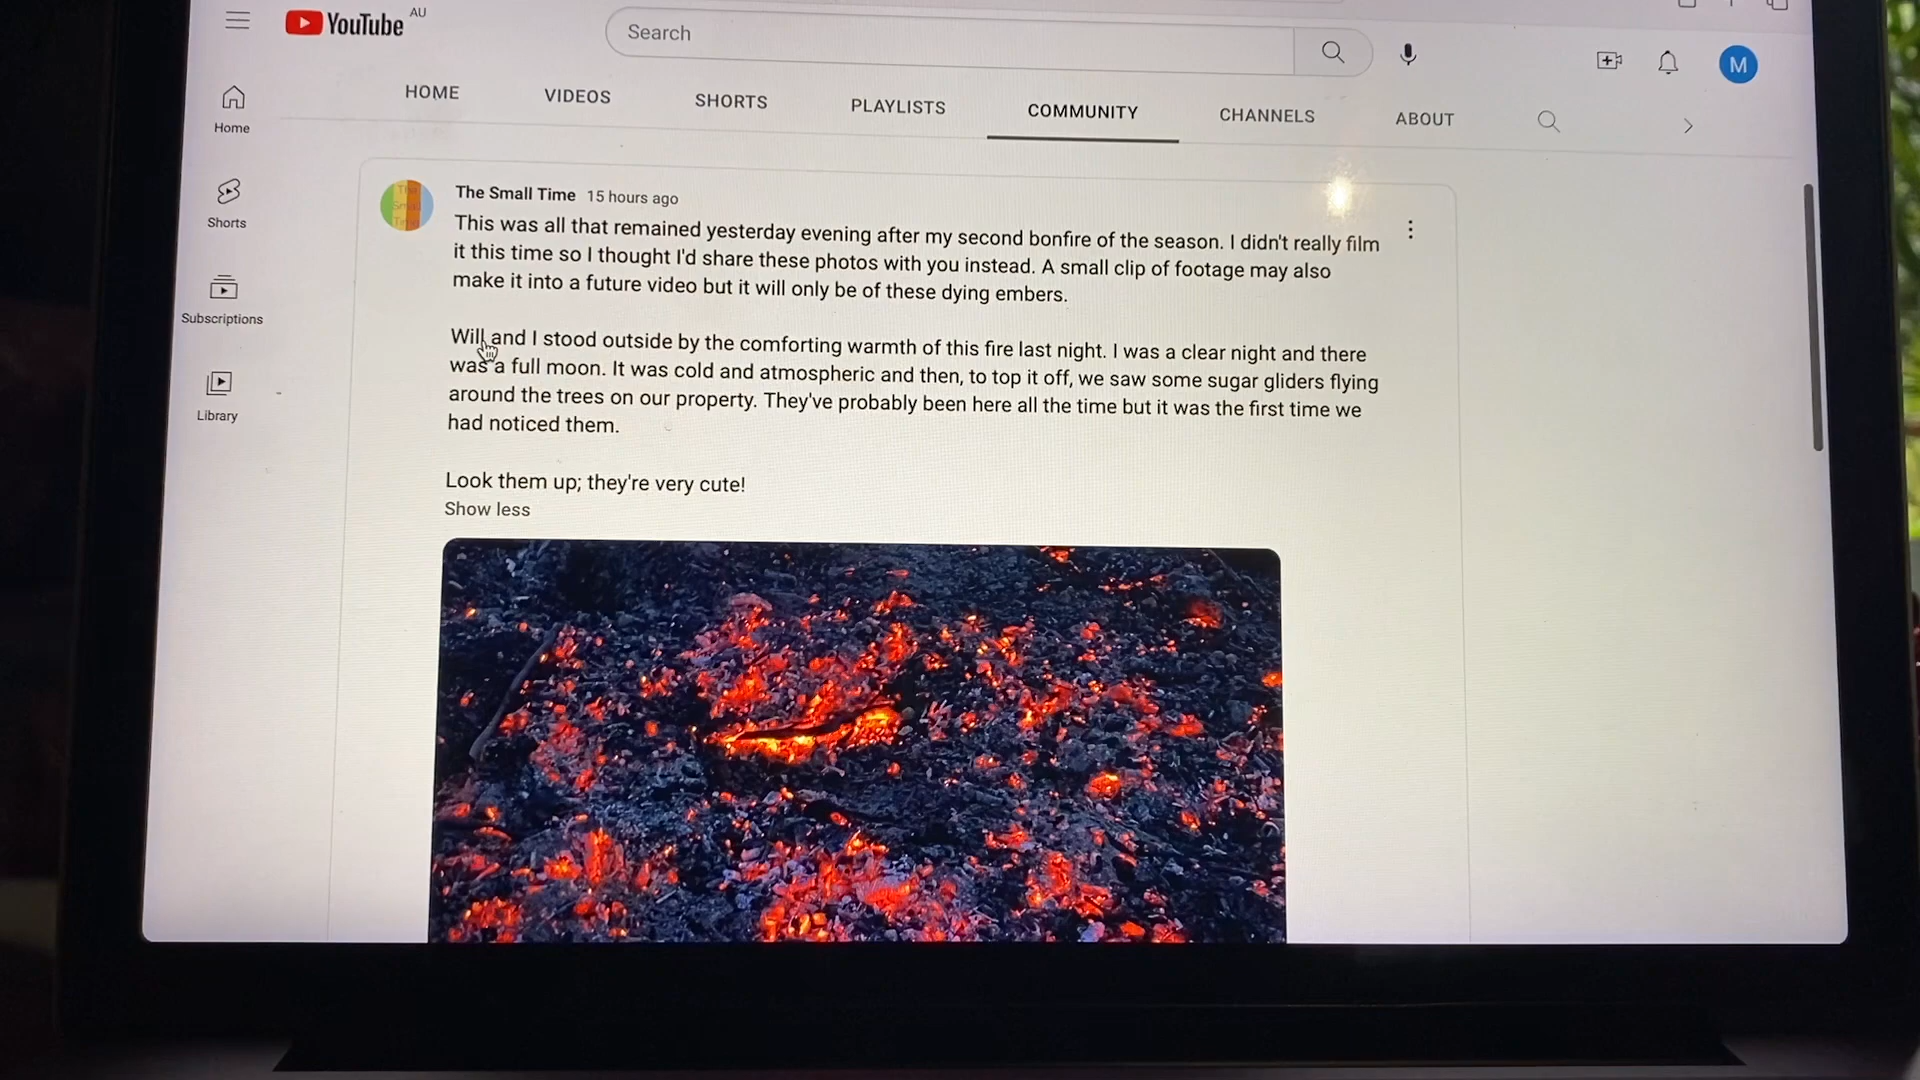 YouTube AU
Search
M
HOME VIDEOS SHORTS PLAYLISTS COMMUNITY CHANNELS ABOUT
Home
Shorts
Subscriptions
Library
The Small Time
The Small Time 15 hours ago
This was all that remained yesterday evening after my second bonfire of the season. I didn't really film
it this time so I thought I'd share these photos with you instead. A small clip of footage may also
make it into a future video but it will only be of these dying embers.
Will and I stood outside by the comforting warmth of this fire last night. I was a clear night and there
was a full moon. It was cold and atmospheric and then, to top it off, we saw some sugar gliders flying
around the trees on our property. They've probably been here all the time but it was the first time we
had noticed them.
Look them up; they're very cute!
Show less